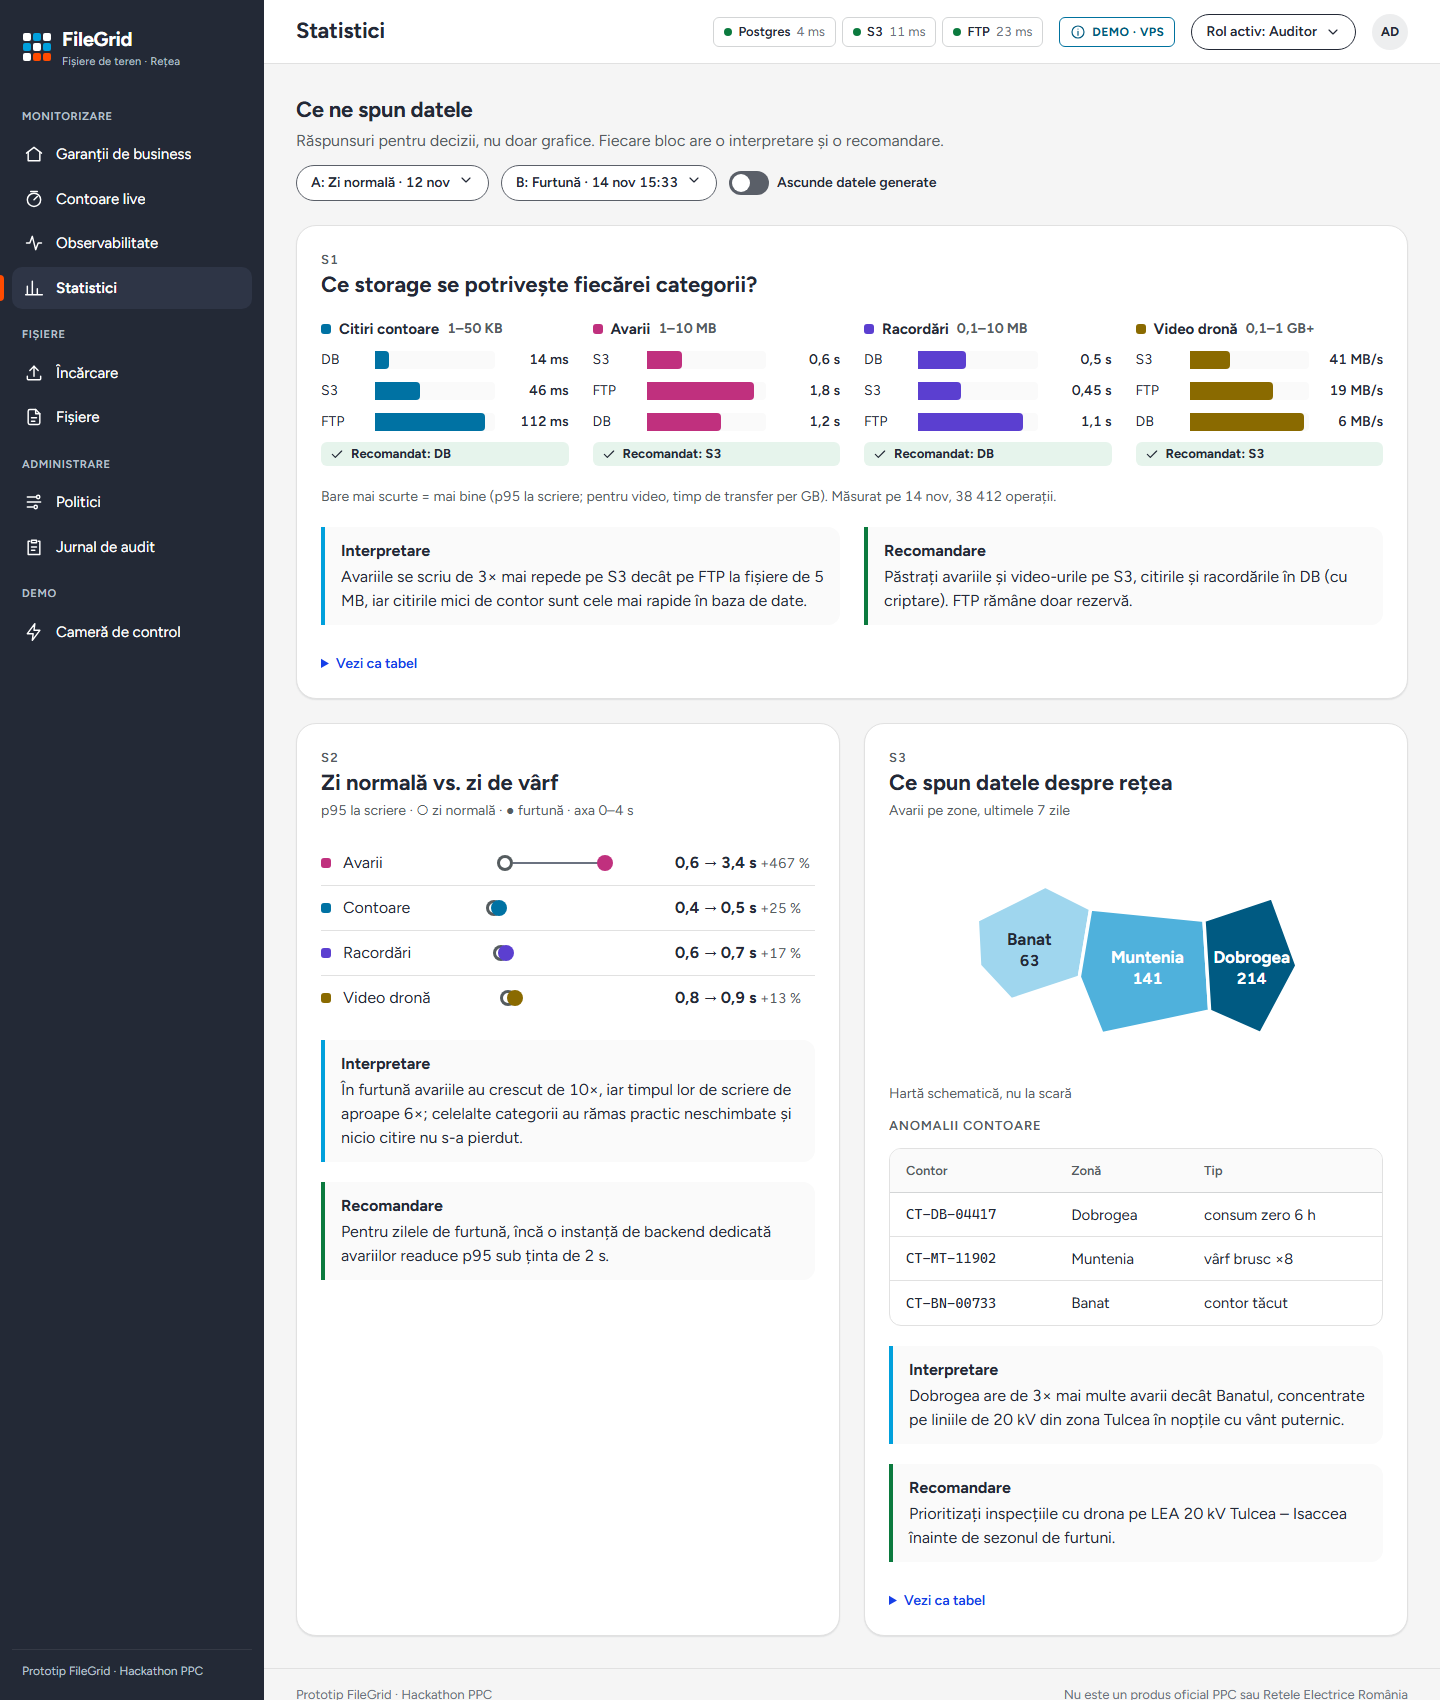 FileGrid
Fișiere de teren · Rețea
MONITORIZARE
Garanții de business
Contoare live
Observabilitate
Statistici
FIȘIERE
Încărcare
Fișiere
ADMINISTRARE
Politici
Jurnal de audit
DEMO
Cameră de control
Prototip FileGrid · Hackathon PPC
Statistici
Postgres 4 ms
S3 11 ms
FTP 23 ms
DEMO · VPS
Rol activ: Auditor
AD
Ce ne spun datele
Răspunsuri pentru decizii, nu doar grafice. Fiecare bloc are o interpretare și o recomandare.
A: Zi normală · 12 nov
B: Furtună · 14 nov 15:33
Ascunde datele generate
S1
Ce storage se potrivește fiecărei categorii?
Citiri contoare 1–50 KB
DB 14 ms
S3 46 ms
FTP 112 ms
Recomandat: DB
Avarii 1–10 MB
S3 0,6 s
FTP 1,8 s
DB 1,2 s
Recomandat: S3
Racordări 0,1–10 MB
DB 0,5 s
S3 0,45 s
FTP 1,1 s
Recomandat: DB
Video dronă 0,1–1 GB+
S3 41 MB/s
FTP 19 MB/s
DB 6 MB/s
Recomandat: S3
Bare mai scurte = mai bine (p95 la scriere; pentru video, timp de transfer per GB). Măsurat pe 14 nov, 38 412 operații.
Interpretare
Avariile se scriu de 3× mai repede pe S3 decât pe FTP la fișiere de 5
MB, iar citirile mici de contor sunt cele mai rapide în baza de date.
Recomandare
Păstrați avariile și video-urile pe S3, citirile și racordările în DB (cu
criptare). FTP rămâne doar rezervă.
▶ Vezi ca tabel
S2
Zi normală vs. zi de vârf
p95 la scriere · ○ zi normală · ● furtună · axa 0–4 s
Avarii 0,6 → 3,4 s +467 %
Contoare 0,4 → 0,5 s +25 %
Racordări 0,6 → 0,7 s +17 %
Video dronă 0,8 → 0,9 s +13 %
Interpretare
În furtună avariile au crescut de 10×, iar timpul lor de scriere de
aproape 6×; celelalte categorii au rămas practic neschimbate și
nicio citire nu s-a pierdut.
Recomandare
Pentru zilele de furtună, încă o instanță de backend dedicată
avariilor readuce p95 sub ținta de 2 s.
S3
Ce spun datele despre rețea
Avarii pe zone, ultimele 7 zile
Banat
63
Muntenia
141
Dobrogea
214
Hartă schematică, nu la scară
ANOMALII CONTOARE
Contor Zonă Tip
CT-DB-04417 Dobrogea consum zero 6 h
CT-MT-11902 Muntenia vârf brusc ×8
CT-BN-00733 Banat contor tăcut
Interpretare
Dobrogea are de 3× mai multe avarii decât Banatul, concentrate
pe liniile de 20 kV din zona Tulcea în nopțile cu vânt puternic.
Recomandare
Prioritizați inspecțiile cu drona pe LEA 20 kV Tulcea – Isaccea
înainte de sezonul de furtuni.
▶ Vezi ca tabel
Prototip FileGrid · Hackathon PPC
Nu este un produs oficial PPC sau Rețele Electrice România